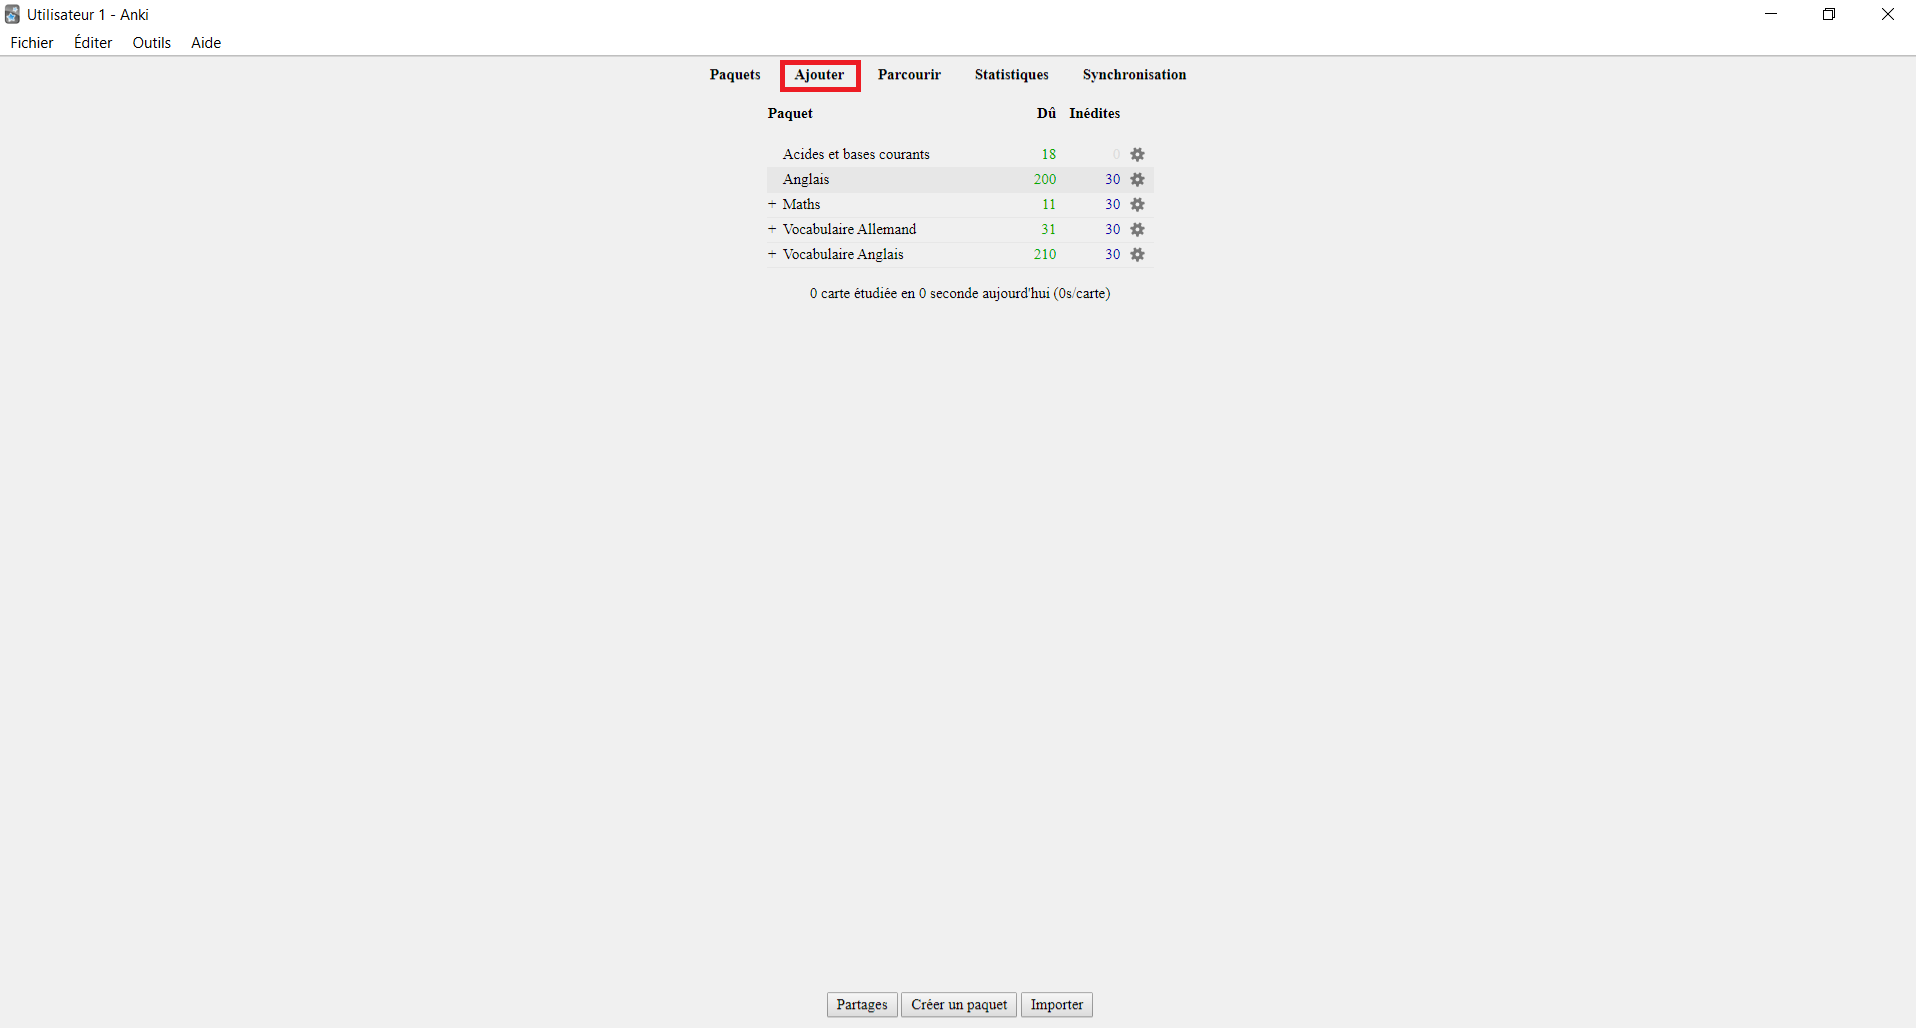 Utilisateur 1 - Anki
Fichier Éditer Outils Aide
Paquets Ajouter Parcourir Statistiques Synchronisation
Paquet Dû Inédites
Acides et bases courants 18 0
Anglais 200 30
+ Maths 11 30
+ Vocabulaire Allemand 31 30
+ Vocabulaire Anglais 210 30
0 carte étudiée en 0 seconde aujourd'hui (0s/carte)
Partages Créer un paquet Importer